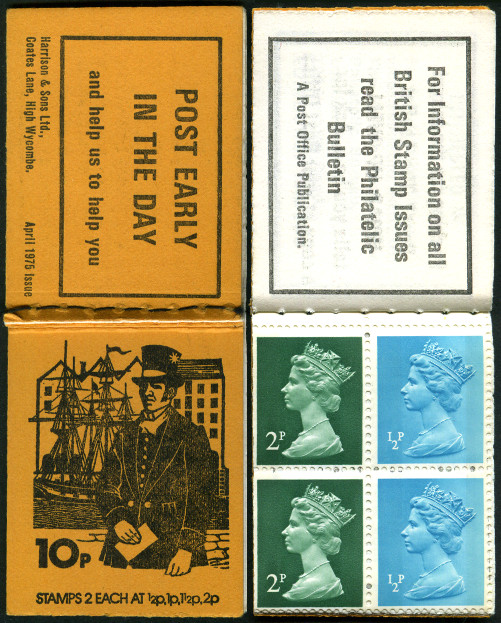 POST EARLY
IN THE DAY
and help us to help you
Harrison & Sons Ltd.,
Coates Lane, High Wycombe.
April 1975 Issue
For Information on all
British Stamp Issues
read the Philatelic
Bulletin
A Post Office Publication.
10p
STAMPS 2 EACH AT ½p,1p,1½p,2p
2P
½P
2P
½P